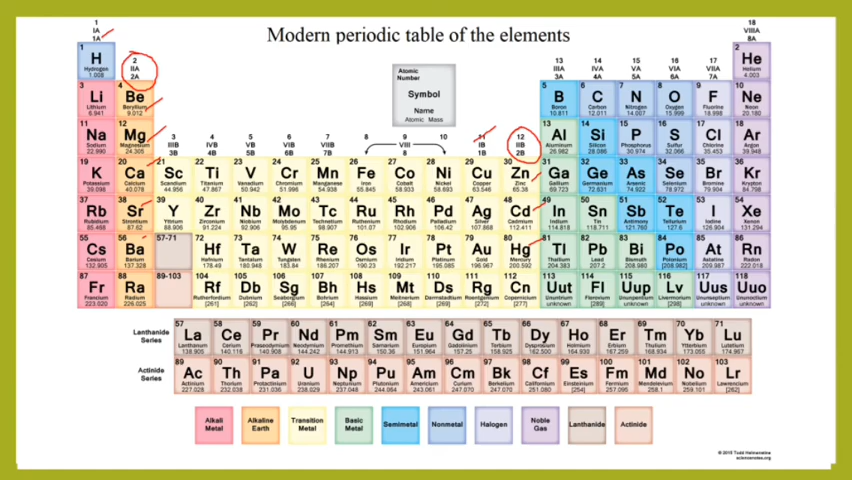 Modern periodic table of the elements
1 18
IA VIIIA
1A 8A
1 2 13 14 15 16 17 2
H IIA IIIA IVA VA VIA VIIA He
Hydrogen 2A 3A 4A 5A 6A 7A Helium
1.008 4.003
Atomic Number
Symbol
Name
Atomic Mass
3 4 5 6 7 8 9 10
Li Be B C N O F Ne
Lithium Beryllium Boron Carbon Nitrogen Oxygen Fluorine Neon
6.941 9.012 10.811 12.011 14.007 15.999 18.998 20.180
11 12 13 14 15 16 17 18
Na Mg Al Si P S Cl Ar
Sodium Magnesium Aluminum Silicon Phosphorus Sulfur Chlorine Argon
22.990 24.305 26.982 28.086 30.974 32.066 35.453 39.948
3 4 5 6 7 8 9 10 11 12
IIIB IVB VB VIB VIIB VIII IB IIB
3B 4B 5B 6B 7B 8 1B 2B
19 20 21 22 23 24 25 26 27 28 29 30 31 32 33 34 35 36
K Ca Sc Ti V Cr Mn Fe Co Ni Cu Zn Ga Ge As Se Br Kr
Potassium Calcium Scandium Titanium Vanadium Chromium Manganese Iron Cobalt Nickel Copper Zinc Gallium Germanium Arsenic Selenium Bromine Krypton
39.098 40.078 44.956 47.867 50.942 51.996 54.938 55.845 58.933 58.693 63.546 65.38 69.723 72.631 74.922 78.972 79.904 84.798
37 38 39 40 41 42 43 44 45 46 47 48 49 50 51 52 53 54
Rb Sr Y Zr Nb Mo Tc Ru Rh Pd Ag Cd In Sn Sb Te I Xe
Rubidium Strontium Yttrium Zirconium Niobium Molybdenum Technetium Ruthenium Rhodium Palladium Silver Cadmium Indium Tin Antimony Tellurium Iodine Xenon
85.468 87.62 88.906 91.224 92.906 95.95 98.907 101.07 102.906 106.42 107.868 112.411 114.818 118.711 121.760 127.6 126.904 131.294
55 56 57-71 72 73 74 75 76 77 78 79 80 81 82 83 84 85 86
Cs Ba Hf Ta W Re Os Ir Pt Au Hg Tl Pb Bi Po At Rn
Cesium Barium Hafnium Tantalum Tungsten Rhenium Osmium Iridium Platinum Gold Mercury Thallium Lead Bismuth Polonium Astatine Radon
132.905 137.328 178.49 180.948 183.84 186.207 190.23 192.217 195.085 196.967 200.592 204.383 207.2 208.980 [208.982] 209.987 222.018
87 88 89-103 104 105 106 107 108 109 110 111 112 113 114 115 116 117 118
Fr Ra Rf Db Sg Bh Hs Mt Ds Rg Cn Uut Fl Uup Lv Uus Uuo
Francium Radium Rutherfordium Dubnium Seaborgium Bohrium Hassium Meitnerium Darmstadtium Roentgenium Copernicium Ununtrium Flerovium Ununpentium Livermorium Ununseptium Ununoctium
223.020 226.025 [261] [262] [266] [264] [269] [268] [269] [272] [277] unknown [289] unknown [298] unknown unknown
Lanthanide Series
57 58 59 60 61 62 63 64 65 66 67 68 69 70 71
La Ce Pr Nd Pm Sm Eu Gd Tb Dy Ho Er Tm Yb Lu
Lanthanum Cerium Praseodymium Neodymium Promethium Samarium Europium Gadolinium Terbium Dysprosium Holmium Erbium Thulium Ytterbium Lutetium
138.905 140.116 140.908 144.242 144.913 150.36 151.964 157.25 158.925 162.500 164.930 167.259 168.934 173.055 174.967
Actinide Series
89 90 91 92 93 94 95 96 97 98 99 100 101 102 103
Ac Th Pa U Np Pu Am Cm Bk Cf Es Fm Md No Lr
Actinium Thorium Protactinium Uranium Neptunium Plutonium Americium Curium Berkelium Californium Einsteinium Fermium Mendelevium Nobelium Lawrencium
227.028 232.038 231.036 238.029 237.048 244.064 243.061 247.070 247.070 251.080 [254] 257.095 258.1 259.101 [262]
Alkali Metal
Alkaline Earth
Transition Metal
Basic Metal
Semimetal
Nonmetal
Halogen
Noble Gas
Lanthanide
Actinide
© 2015 Todd Helmenstine
sciencenotes.org